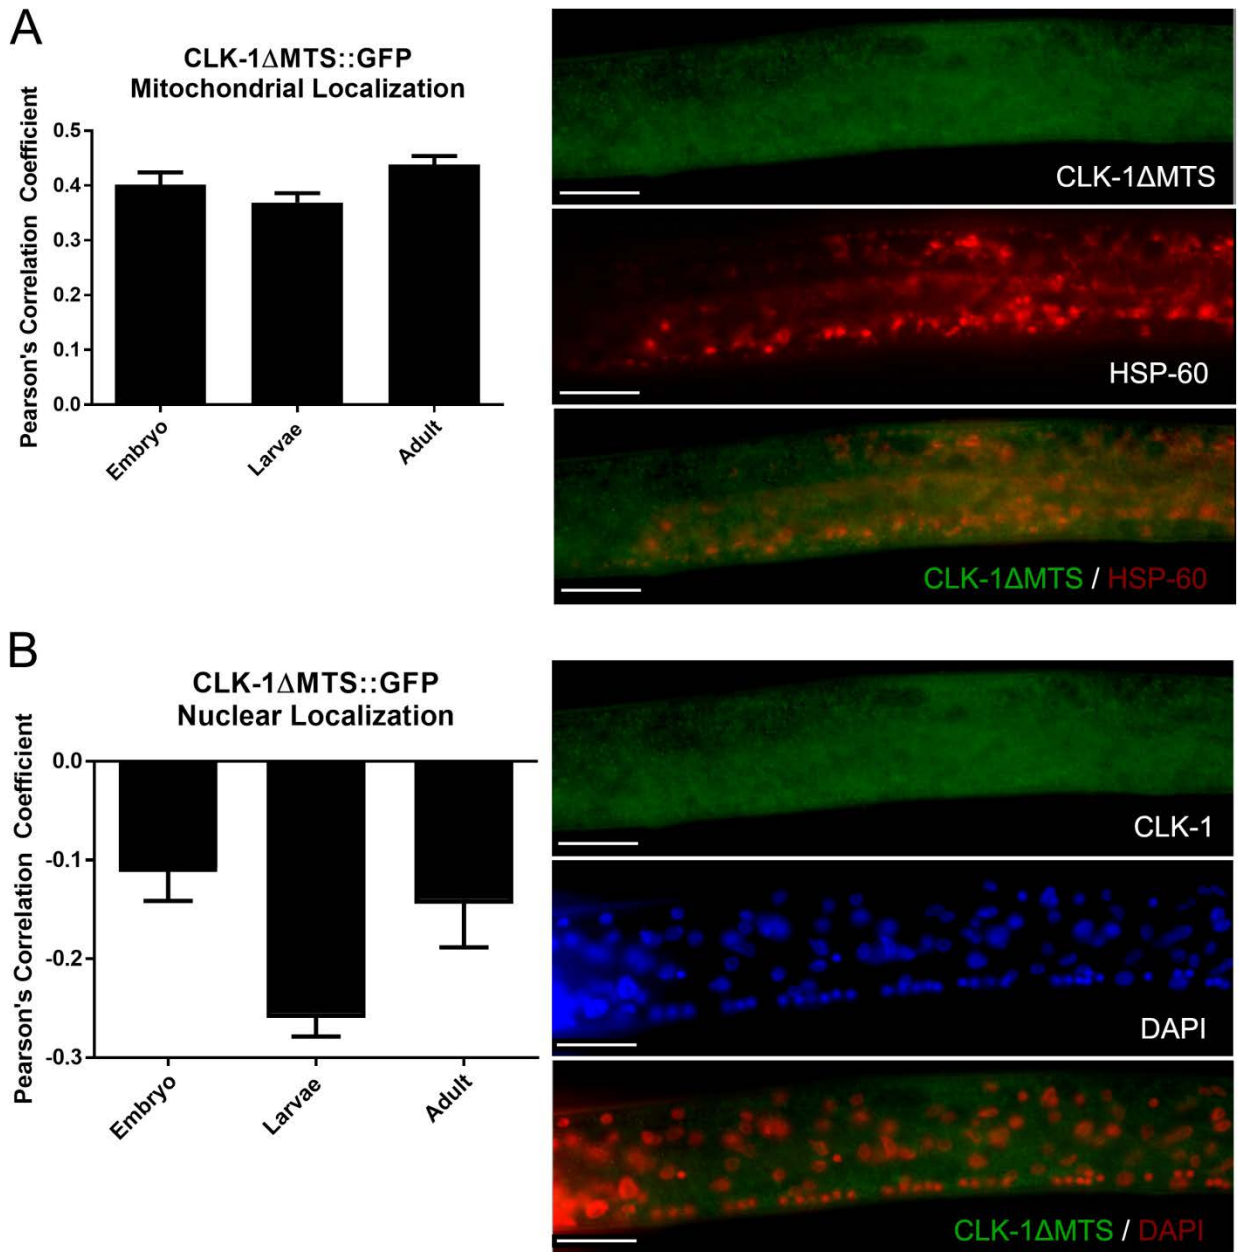 A
CLK-1ΔMTS::GFP
Mitochondrial Localization
Pearson's Correlation Coefficient
0.5
0.4
0.3
0.2
0.1
0.0
Embryo
Larvae
Adult
CLK-1ΔMTS
HSP-60
CLK-1ΔMTS / HSP-60
B
CLK-1ΔMTS::GFP
Nuclear Localization
Pearson's Correlation Coefficient
0.0
-0.1
-0.2
-0.3
Embryo
Larvae
Adult
CLK-1
DAPI
CLK-1ΔMTS / DAPI